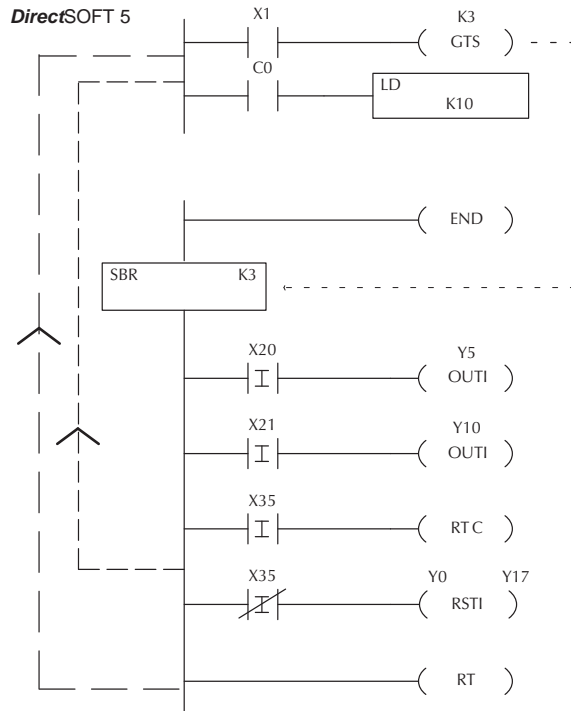 DirectSOFT 5
X1 K3
GTS
C0
LD
K10
END
SBR K3
X20 Y5
I OUTI
X21 Y10
I OUTI
X35
I RTC
X35 Y0 Y17
I RSTI
RT